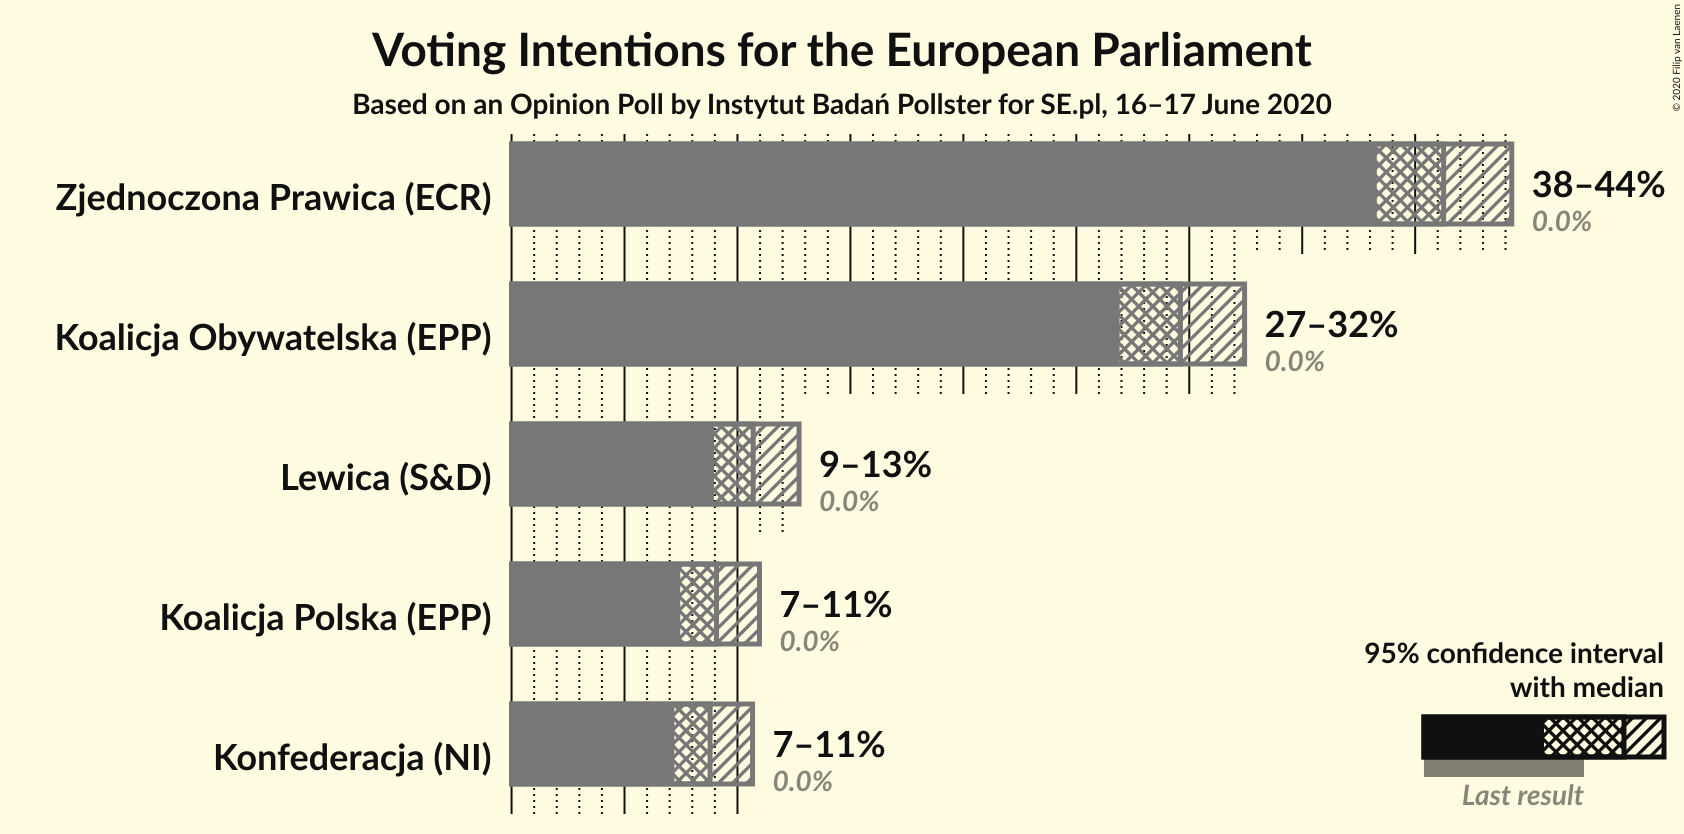 Voting Intentions for the European Parliament
Based on an Opinion Poll by Instytut Badań Pollster for SE.pl, 16–17 June 2020
© 2020 Filip van Laenen
Zjednoczona Prawica (ECR)
38–44%
0.0%
Koalicja Obywatelska (EPP)
27–32%
0.0%
Lewica (S&D)
9–13%
0.0%
Koalicja Polska (EPP)
7–11%
0.0%
Konfederacja (NI)
7–11%
0.0%
95% confidence interval
with median
Last result